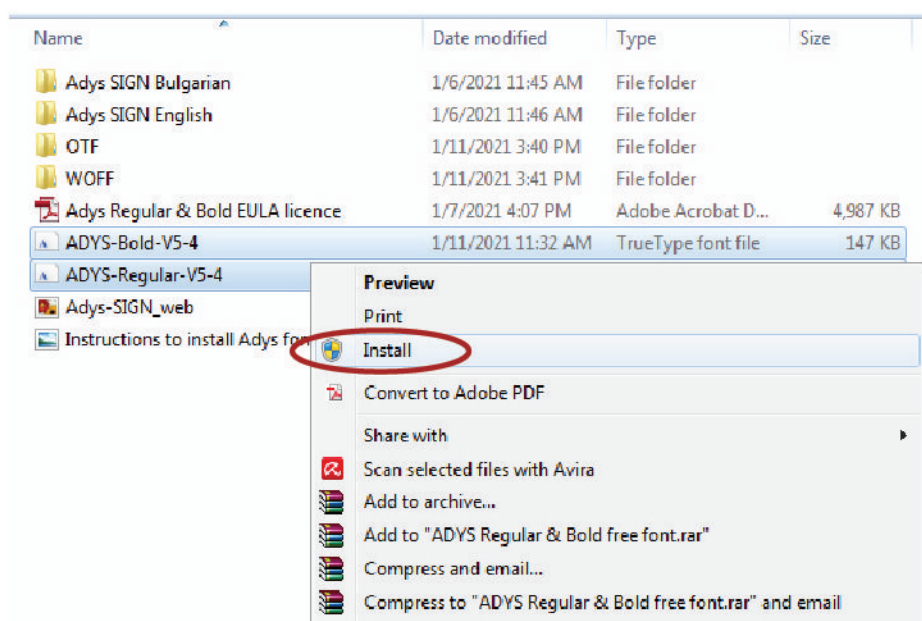 Name Date modified Type Size
Adys SIGN Bulgarian 1/6/2021 11:45 AM File folder
Adys SIGN English 1/6/2021 11:46 AM File folder
OTF 1/11/2021 3:40 PM File folder
WOFF 1/11/2021 3:41 PM File folder
Adys Regular & Bold EULA licence 1/7/2021 4:07 PM Adobe Acrobat D... 4,987 KB
ADYS-Bold-V5-4 1/11/2021 11:32 AM TrueType font file 147 KB
ADYS-Regular-V5-4
Adys-SIGN_web
Instructions to install Adys fon
Preview
Print
Install
Convert to Adobe PDF
Share with
Scan selected files with Avira
Add to archive...
Add to "ADYS Regular & Bold free font.rar"
Compress and email...
Compress to "ADYS Regular & Bold free font.rar" and email